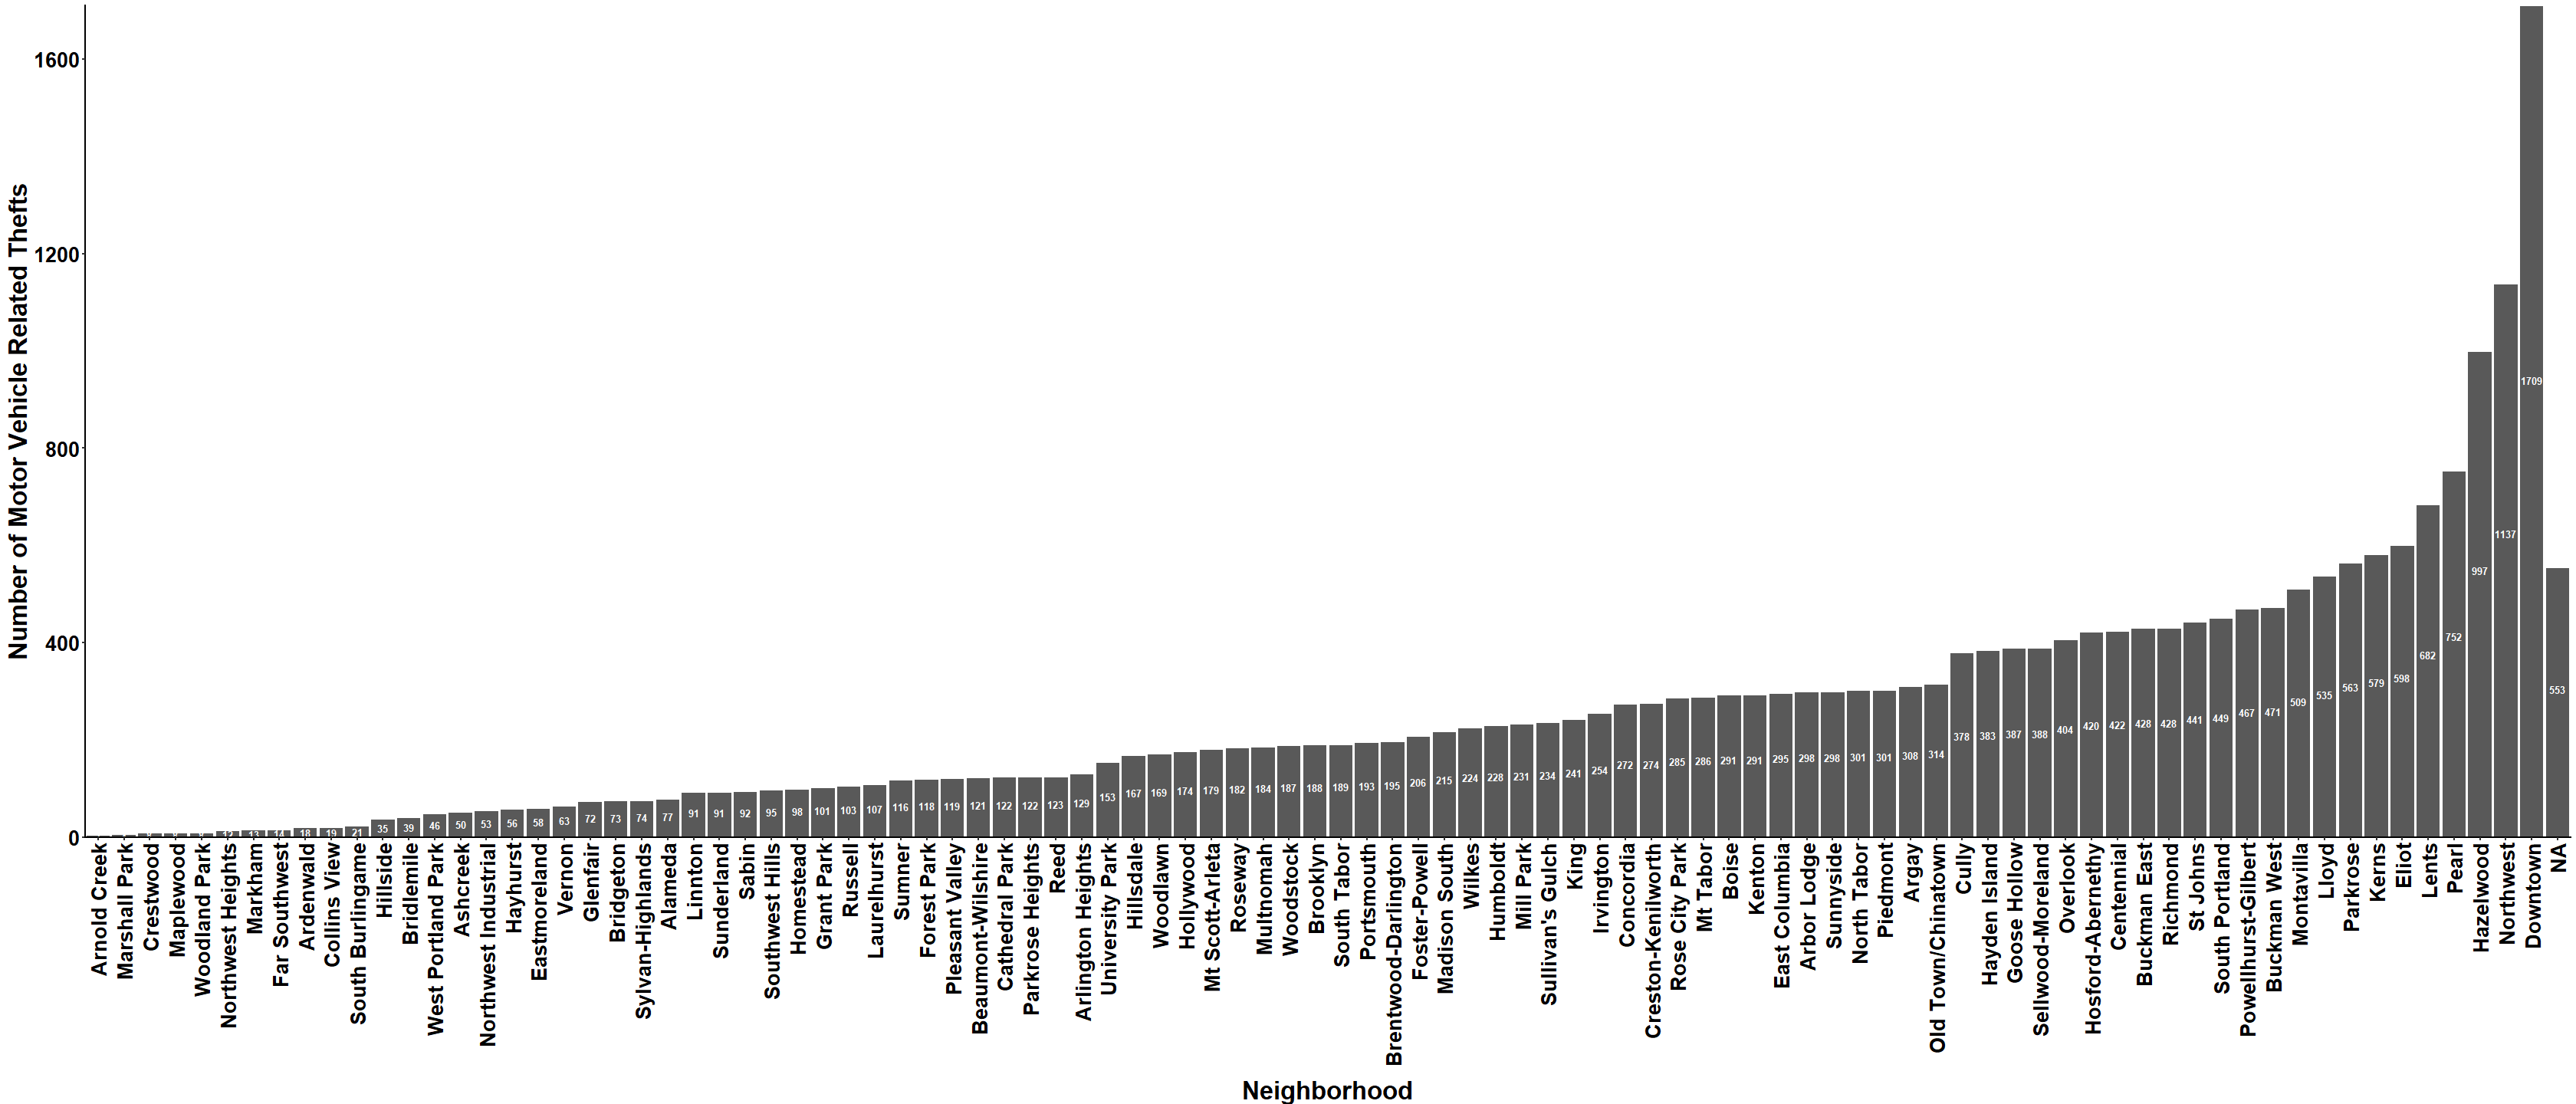 Number of Motor Vehicle Related Thefts
1600
1200
800
400
0
12
13
14
18
19
21
35
39
46
50
53
56
58
63
72
73
74
77
91
91
92
95
98
101
103
107
116
118
119
121
122
122
123
129
153
167
169
174
179
182
184
187
188
189
193
195
206
215
224
228
231
234
241
254
272
274
285
286
291
291
295
298
298
301
301
308
314
378
383
387
388
404
420
422
428
428
441
449
467
471
509
535
563
579
598
682
752
997
1137
1709
553
Arnold Creek
Marshall Park
Crestwood
Maplewood
Woodland Park
Northwest Heights
Markham
Far Southwest
Ardenwald
Collins View
South Burlingame
Hillside
Bridlemile
West Portland Park
Ashcreek
Northwest Industrial
Hayhurst
Eastmoreland
Vernon
Glenfair
Bridgeton
Sylvan-Highlands
Alameda
Linnton
Sunderland
Sabin
Southwest Hills
Homestead
Grant Park
Russell
Laurelhurst
Sumner
Forest Park
Pleasant Valley
Beaumont-Wilshire
Cathedral Park
Parkrose Heights
Reed
Arlington Heights
University Park
Hillsdale
Woodlawn
Hollywood
Mt Scott-Arleta
Roseway
Multnomah
Woodstock
Brooklyn
South Tabor
Portsmouth
Brentwood-Darlington
Foster-Powell
Madison South
Wilkes
Humboldt
Mill Park
Sullivan's Gulch
King
Irvington
Concordia
Creston-Kenilworth
Rose City Park
Mt Tabor
Boise
Kenton
East Columbia
Arbor Lodge
Sunnyside
North Tabor
Piedmont
Argay
Old Town/Chinatown
Cully
Hayden Island
Goose Hollow
Sellwood-Moreland
Overlook
Hosford-Abernethy
Centennial
Buckman East
Richmond
St Johns
South Portland
Powellhurst-Gilbert
Buckman West
Montavilla
Lloyd
Parkrose
Kerns
Eliot
Lents
Pearl
Hazelwood
Northwest
Downtown
NA
Neighborhood